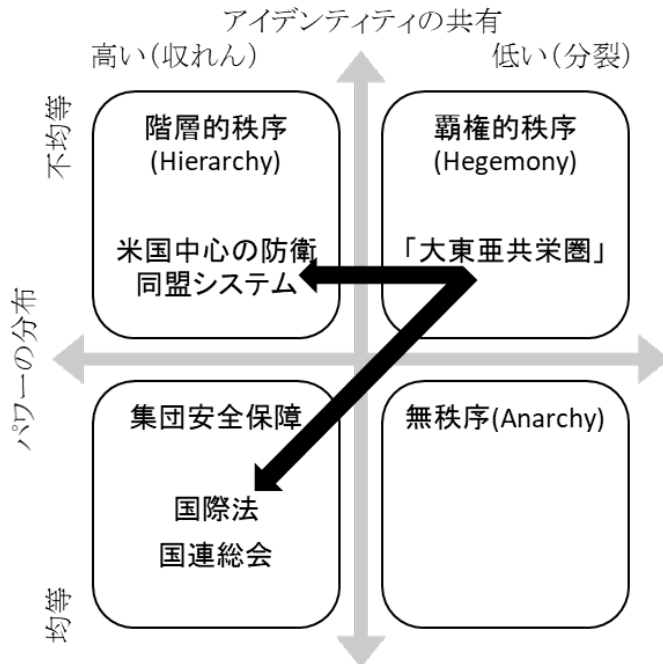 アイデンティティの共有
高い(収れん)
低い(分裂)
不均等
パワーの分布
均等
階層的秩序
(Hierarchy)
米国中心の防衛
同盟システム
覇権的秩序
(Hegemony)
「大東亜共栄圏」
集団安全保障
国際法
国連総会
無秩序(Anarchy)